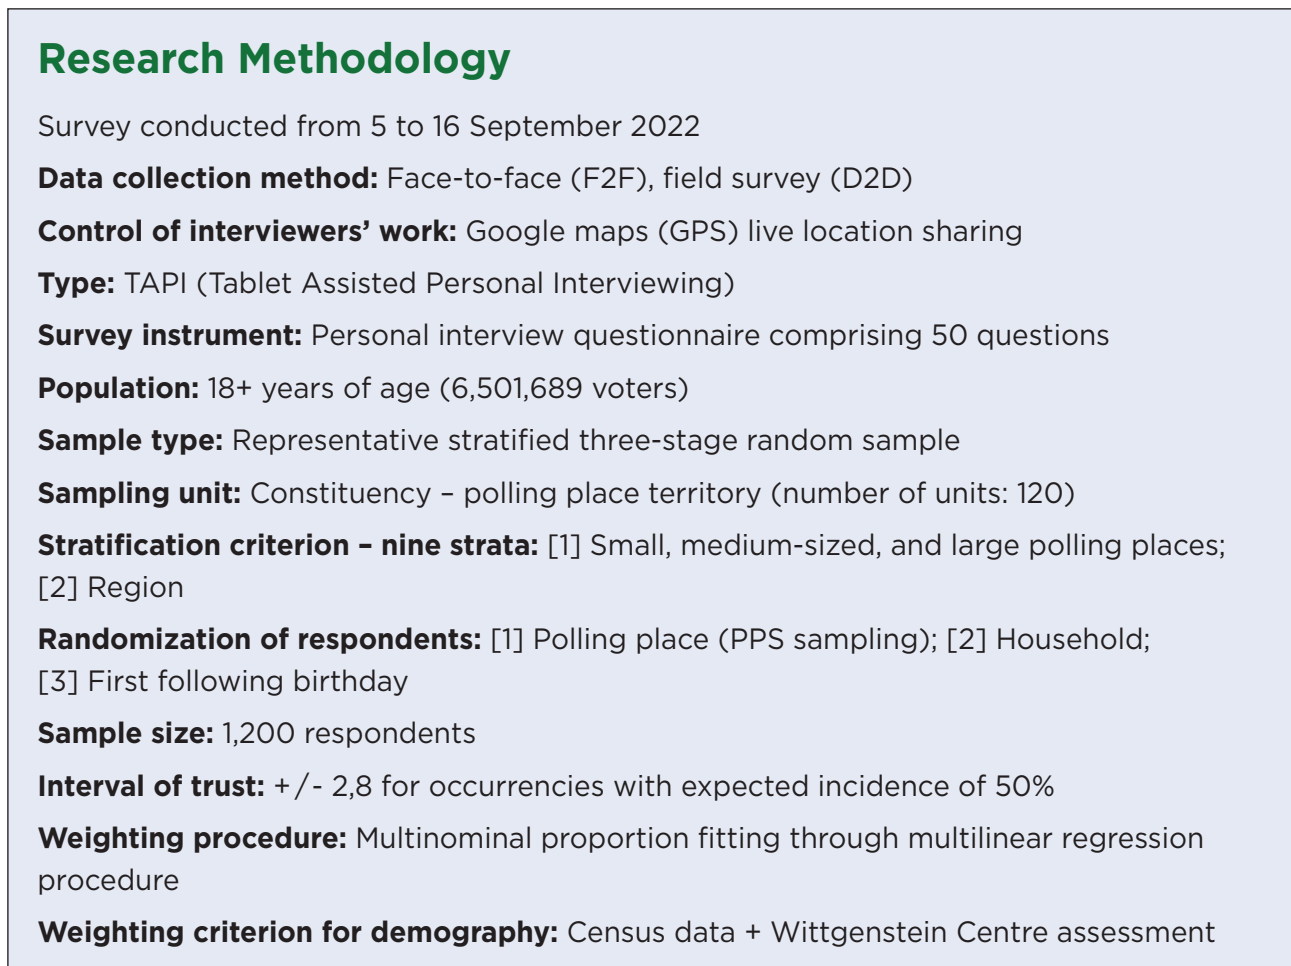 Research Methodology
Survey conducted from 5 to 16 September 2022
Data collection method: Face-to-face (F2F), field survey (D2D)
Control of interviewers’ work: Google maps (GPS) live location sharing
Type: TAPI (Tablet Assisted Personal Interviewing)
Survey instrument: Personal interview questionnaire comprising 50 questions
Population: 18+ years of age (6,501,689 voters)
Sample type: Representative stratified three-stage random sample
Sampling unit: Constituency – polling place territory (number of units: 120)
Stratification criterion – nine strata: [1] Small, medium-sized, and large polling places;
[2] Region
Randomization of respondents: [1] Polling place (PPS sampling); [2] Household;
[3] First following birthday
Sample size: 1,200 respondents
Interval of trust: +/- 2,8 for occurrencies with expected incidence of 50%
Weighting procedure: Multinominal proportion fitting through multilinear regression
procedure
Weighting criterion for demography: Census data + Wittgenstein Centre assessment